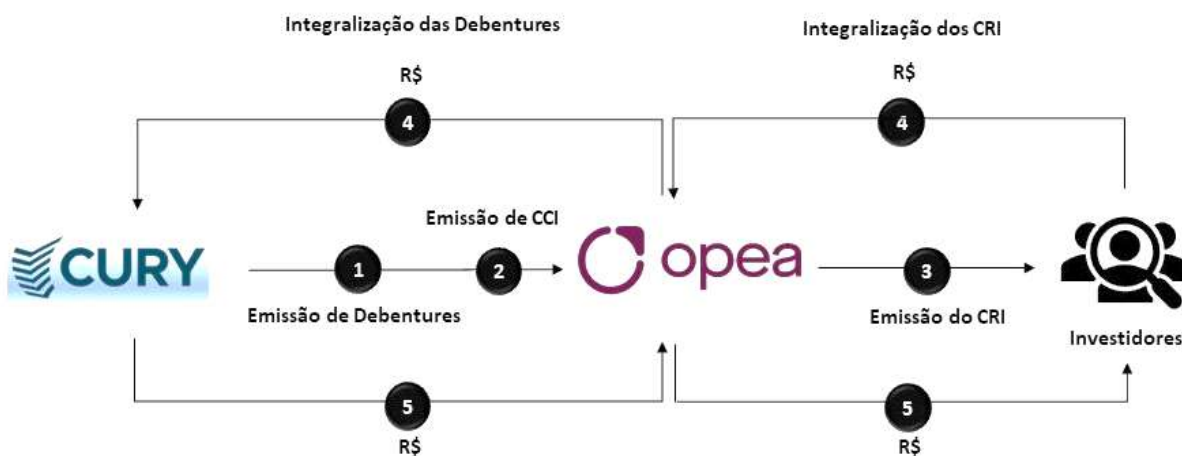 Integralização das Debentures
Integralização dos CRI
R$
R$
4
4
Emissão de CCI
CURY
1
2
opea
3
Emissão de Debentures
Emissão do CRI
Investidores
5
5
R$
R$